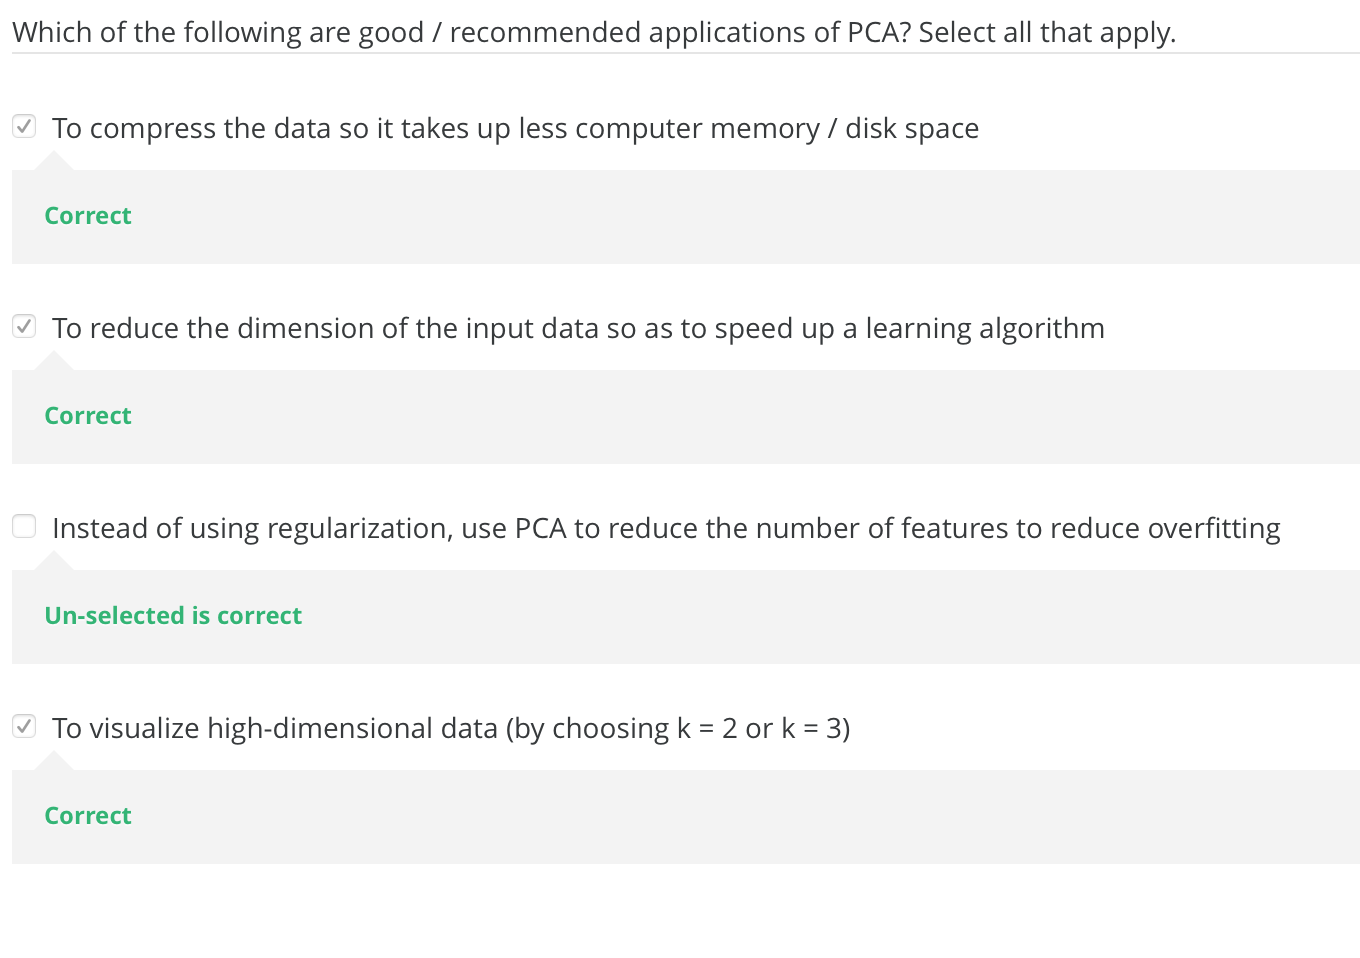 Which of the following are good / recommended applications of PCA? Select all that apply.
To compress the data so it takes up less computer memory / disk space
Correct
To reduce the dimension of the input data so as to speed up a learning algorithm
Correct
Instead of using regularization, use PCA to reduce the number of features to reduce overfitting
Un-selected is correct
To visualize high-dimensional data (by choosing k = 2 or k = 3)
Correct